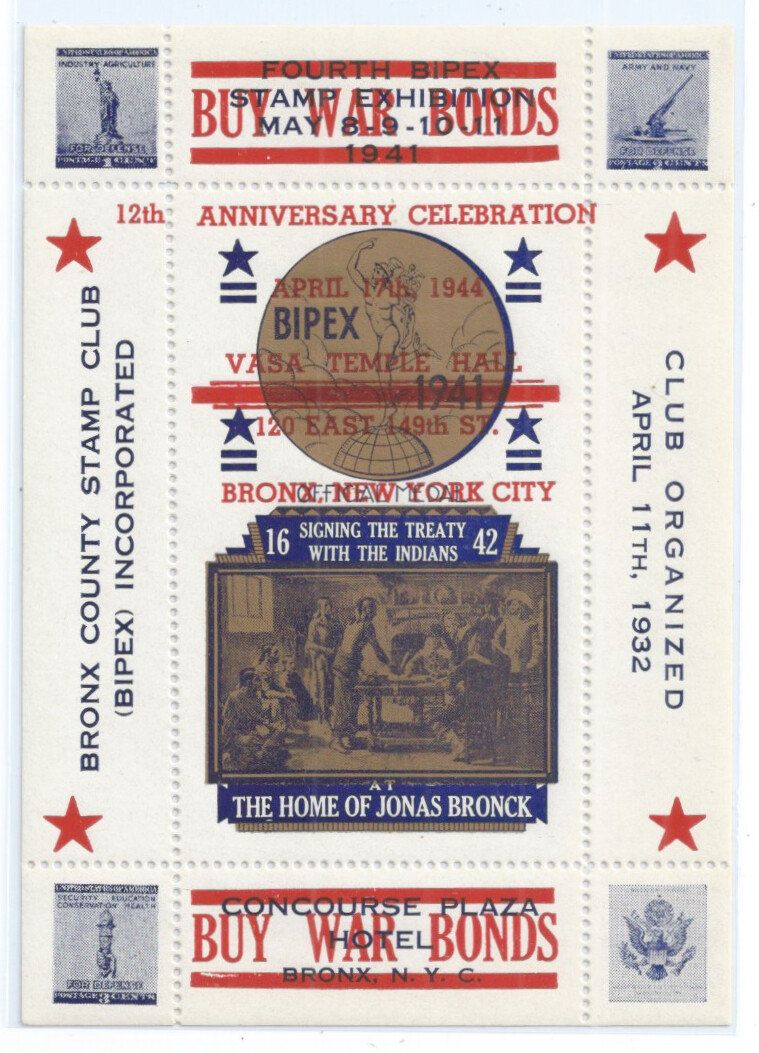 UNITED STATES OF AMERICA
INDUSTRY AGRICULTURE
FOR DEFENSE
POSTAGE 1 CENT
FOURTH BIPEX
STAMP EXHIBITION
MAY 8-9-10-11
1941
BUY WAR BONDS
UNITED STATES OF AMERICA
ARMY AND NAVY
FOR DEFENSE
POSTAGE 2 CENTS
12th ANNIVERSARY CELEBRATION
APRIL 17th, 1944
BIPEX
VASA TEMPLE HALL
1941
120 EAST 149th ST.
BRONX, NEW YORK CITY
OFFICIAL MEDAL
BRONX COUNTY STAMP CLUB
(BIPEX) INCORPORATED
CLUB ORGANIZED
APRIL 11TH, 1932
16 SIGNING THE TREATY 42
WITH THE INDIANS
AT
THE HOME OF JONAS BRONCK
UNITED STATES OF AMERICA
SECURITY EDUCATION
CONSERVATION HEALTH
FOR DEFENSE
POSTAGE 3 CENTS
CONCOURSE PLAZA
HOTEL
BRONX, N. Y. C.
BUY WAR BONDS